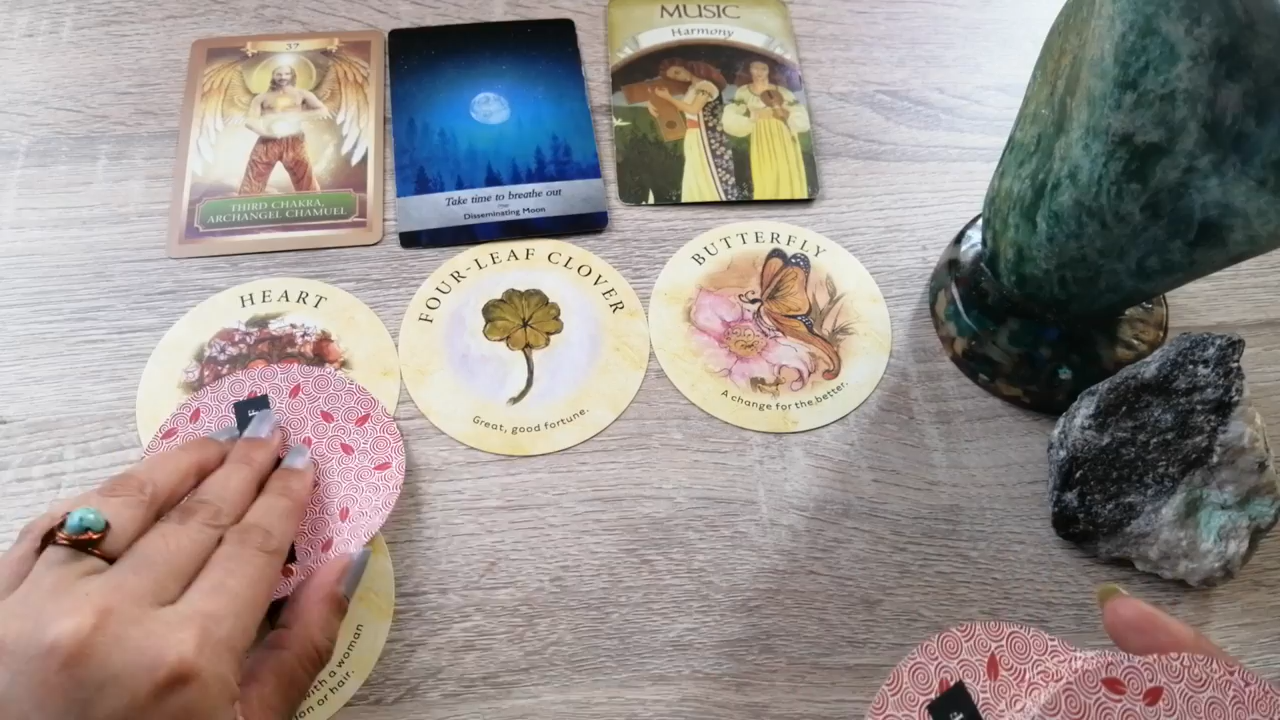 37
THIRD CHAKRA,
ARCHANGEL CHAMUEL
Take time to breathe out
Disseminating Moon
MUSIC
Harmony
HEART
FOUR-LEAF CLOVER
Great, good fortune.
BUTTERFLY
A change for the better.
with a woman
or hair.